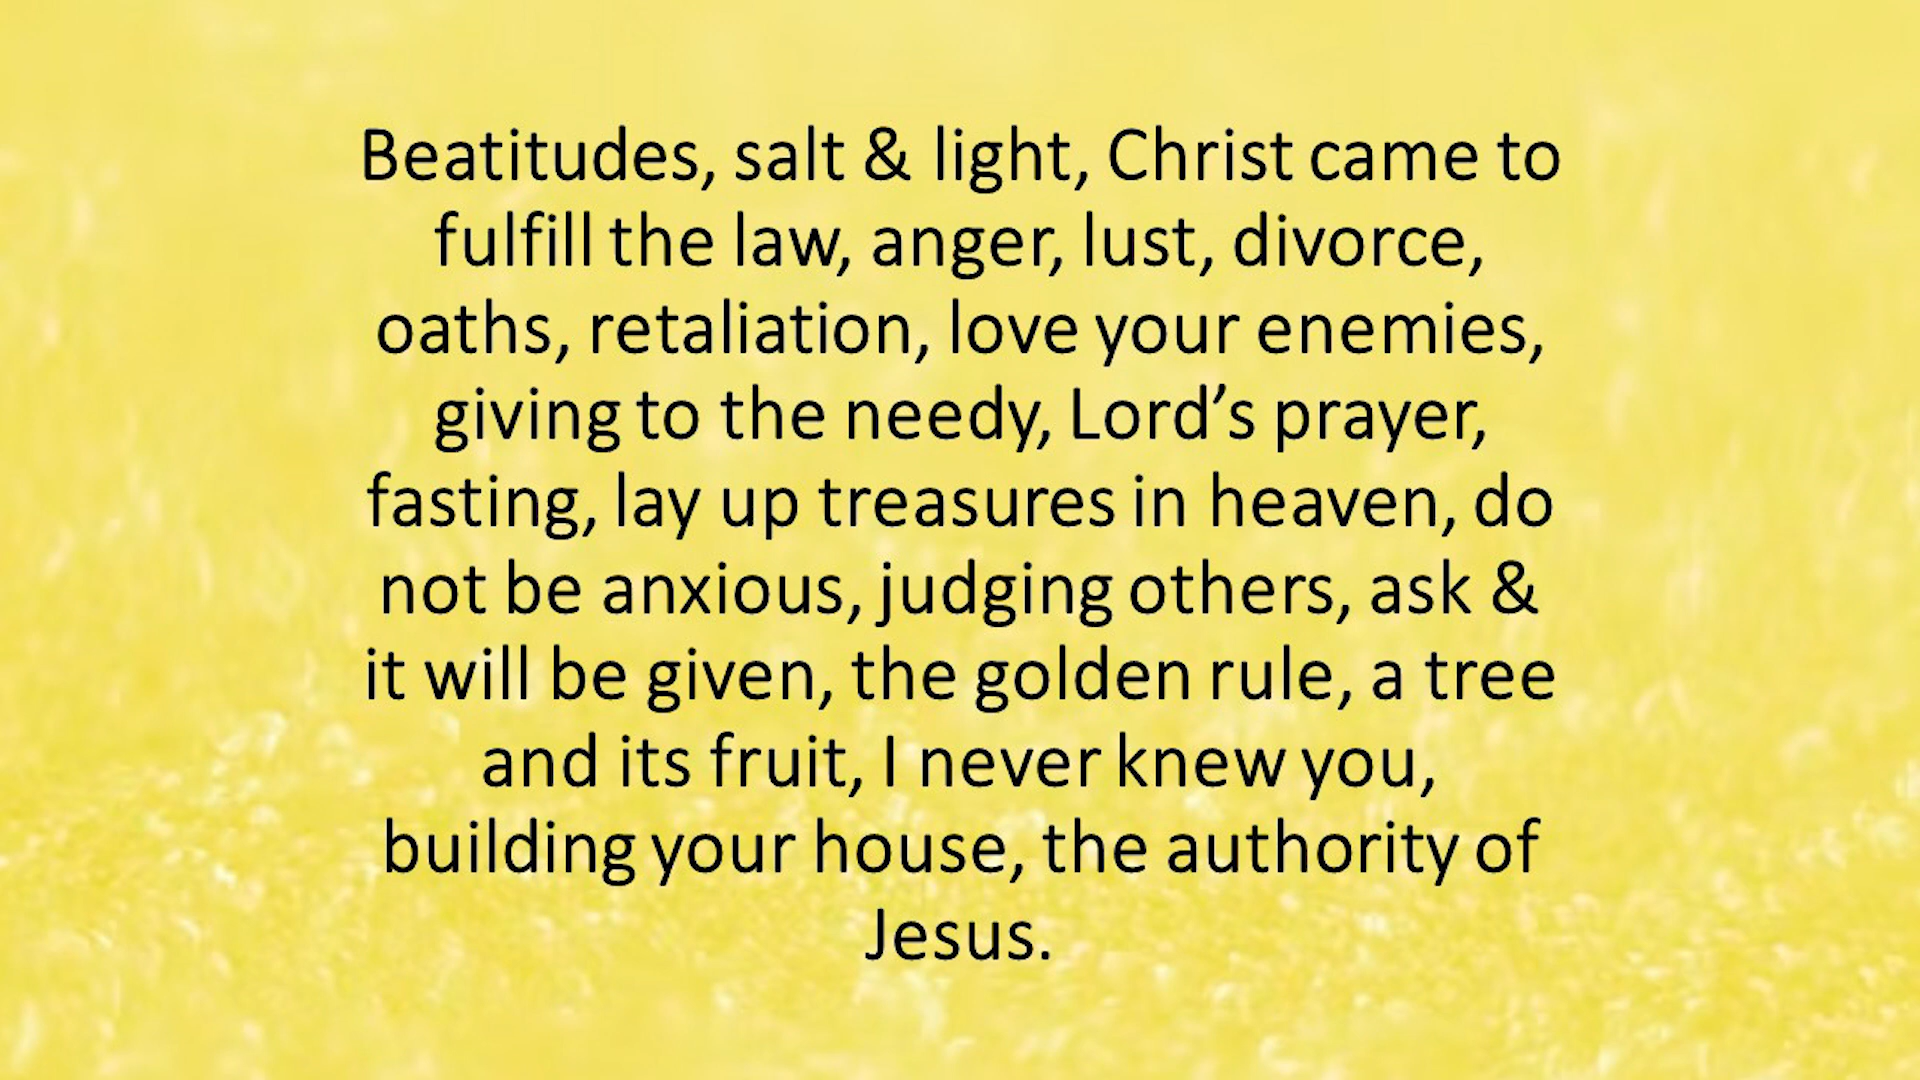 Beatitudes, salt & light, Christ came to
fulfill the law, anger, lust, divorce,
oaths, retaliation, love your enemies,
giving to the needy, Lord’s prayer,
fasting, lay up treasures in heaven, do
not be anxious, judging others, ask &
it will be given, the golden rule, a tree
and its fruit, I never knew you,
building your house, the authority of
Jesus.